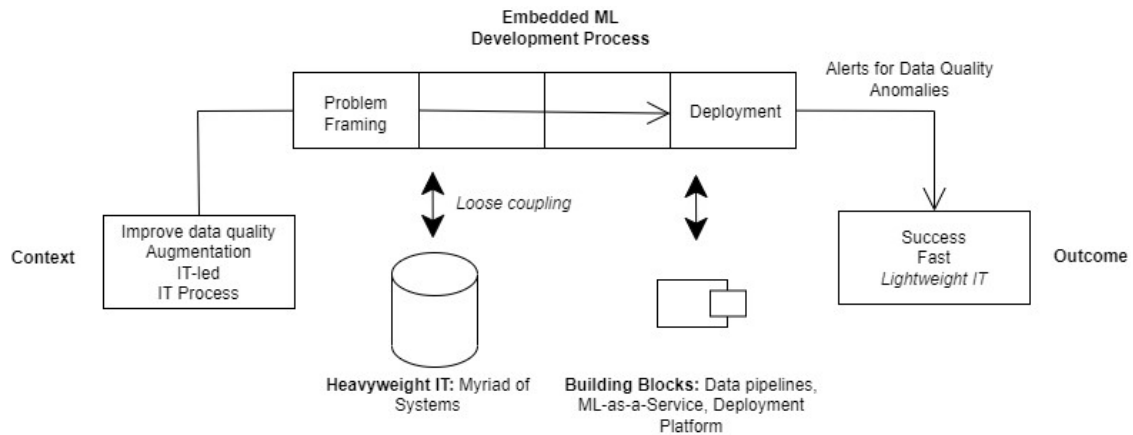 Embedded ML
Development Process
Problem
Framing
Deployment
Alerts for Data Quality
Anomalies
Loose coupling
Context
Improve data quality
Augmentation
IT-led
IT Process
Success
Fast
Lightweight IT
Outcome
Heavyweight IT: Myriad of
Systems
Building Blocks: Data pipelines,
ML-as-a-Service, Deployment
Platform